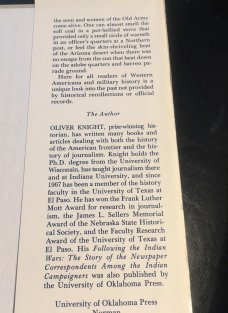 the men and women of the Old Army
come alive. One can almost smell the
soft coal in a pot-bellied stove that
provided only a small circle of warmth
in an officer's quarters at a Northern
post, or feel the skin-shriveling heat
of the Arizona desert when there was
no escape from the sun that beat down
on the adobe quarters and barren pa-
rade ground.
Here for all readers of Western
Americana and military history is a
unique look into the past not provided
by historical recollections or official
records.
The Author
OLIVER KNIGHT, prize-winning his-
torian, has written many books and
articles dealing with both the history
of the American frontier and the his-
tory of journalism. Knight holds the
Ph.D. degree from the University of
Wisconsin, has taught journalism there
and at Indiana University, and since
1967 has been a member of the history
faculty in the University of Texas at
El Paso. He has won the Frank Luther
Mott Award for research in journal-
ism, the James L. Sellers Memorial
Award of the Nebraska State Histori-
cal Society, and the Faculty Research
Award of the University of Texas at
El Paso. His Following the Indian
Wars: The Story of the Newspaper
Correspondents Among the Indian
Campaigners was also published by
the University of Oklahoma Press.
University of Oklahoma Press
Norman